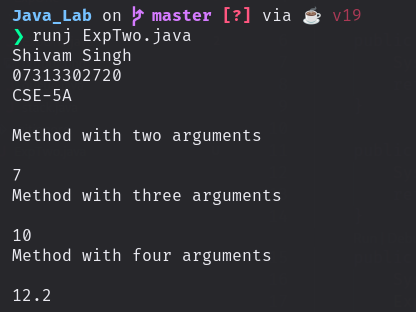 Java_Lab on master [?] via ☕ v19
❯ runj ExpTwo.java
Shivam Singh
07313302720
CSE-5A
Method with two arguments
7
Method with three arguments
10
Method with four arguments
12.2